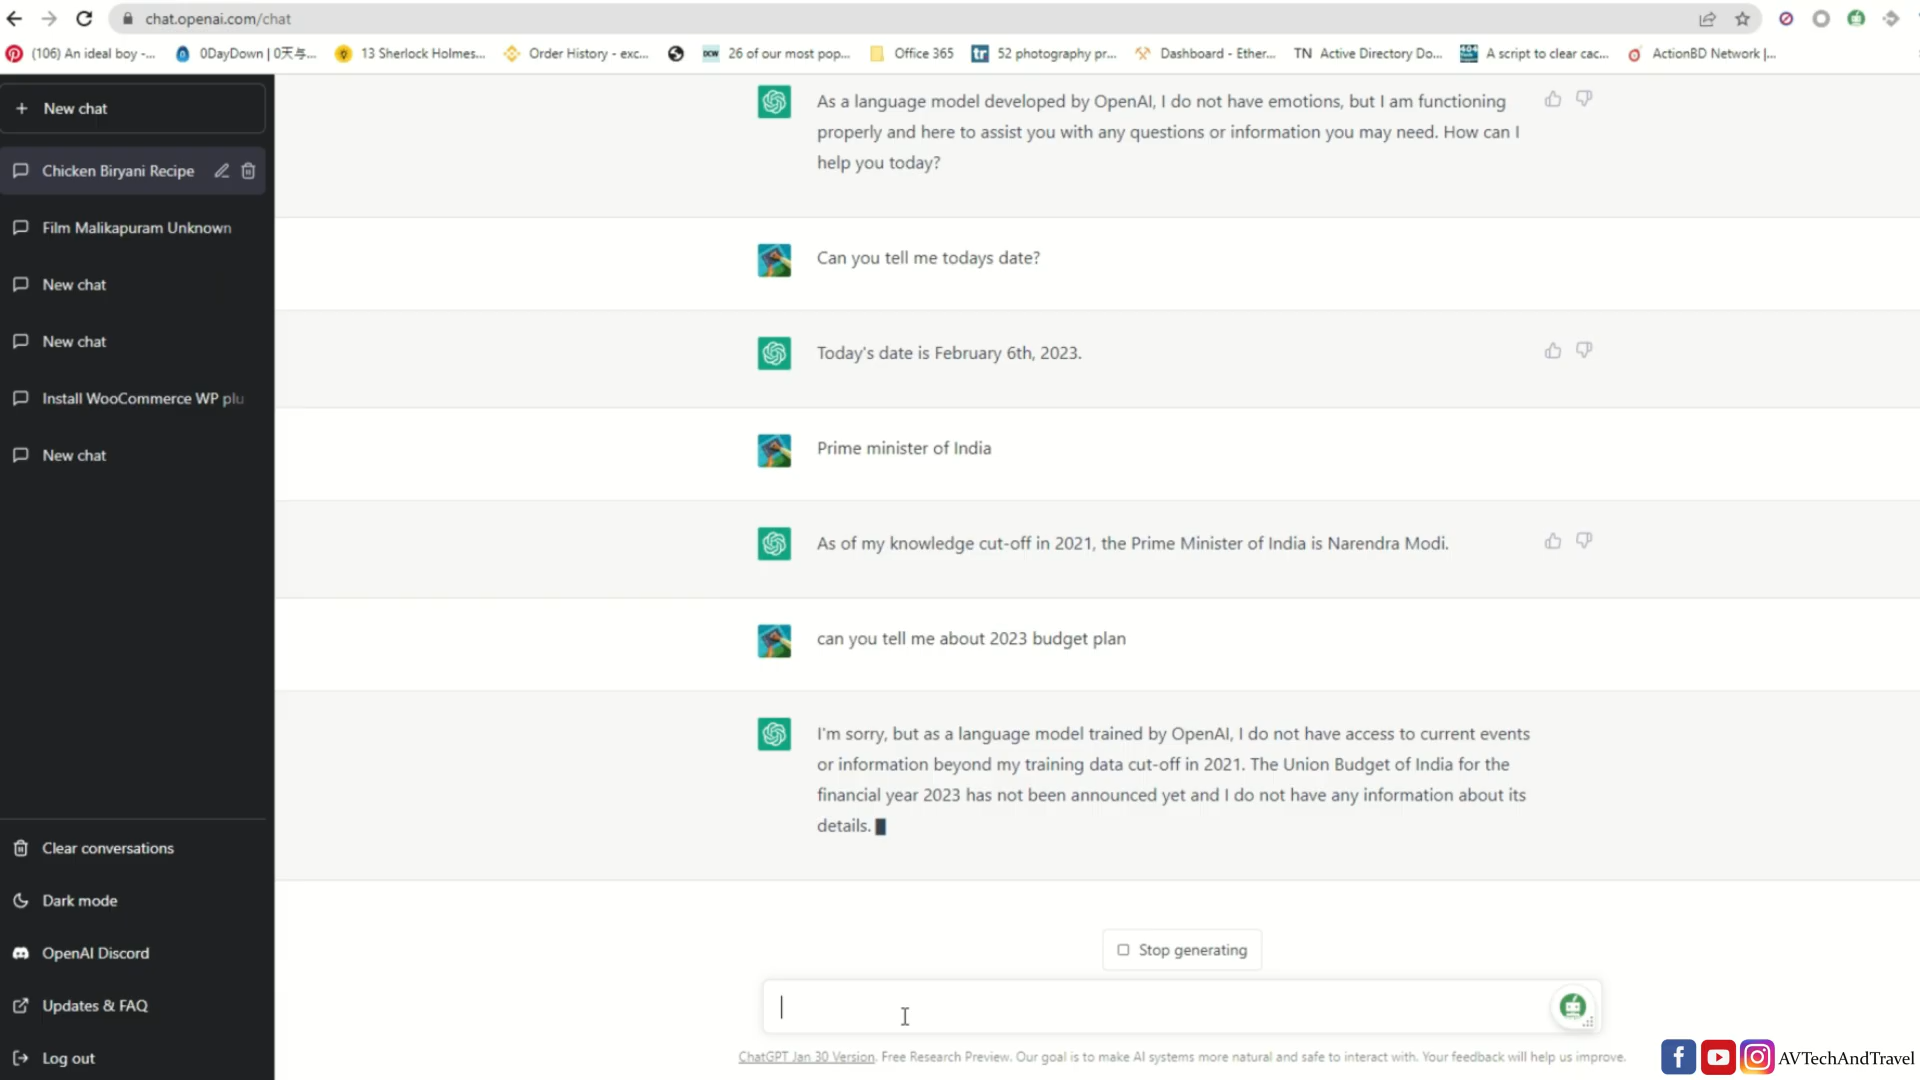 chat.openai.com/chat
(106) An ideal boy -...
0DayDown | 0天与...
13 Sherlock Holmes...
Order History - exc...
26 of our most pop...
Office 365
52 photography pr...
Dashboard - Ether...
TN Active Directory Do...
A script to clear cac...
ActionBD Network |...
+ New chat
Chicken Biryani Recipe
Film Malikapuram Unknown
New chat
New chat
Install WooCommerce WP plu
New chat
Clear conversations
Dark mode
OpenAI Discord
Updates & FAQ
Log out
As a language model developed by OpenAI, I do not have emotions, but I am functioning
properly and here to assist you with any questions or information you may need. How can I
help you today?
Can you tell me todays date?
Today's date is February 6th, 2023.
Prime minister of India
As of my knowledge cut-off in 2021, the Prime Minister of India is Narendra Modi.
can you tell me about 2023 budget plan
I'm sorry, but as a language model trained by OpenAI, I do not have access to current events
or information beyond my training data cut-off in 2021. The Union Budget of India for the
financial year 2023 has not been announced yet and I do not have any information about its
details.
Stop generating
ChatGPT Jan 30 Version. Free Research Preview. Our goal is to make AI systems more natural and safe to interact with. Your feedback will help us improve.
AVTechAndTravel